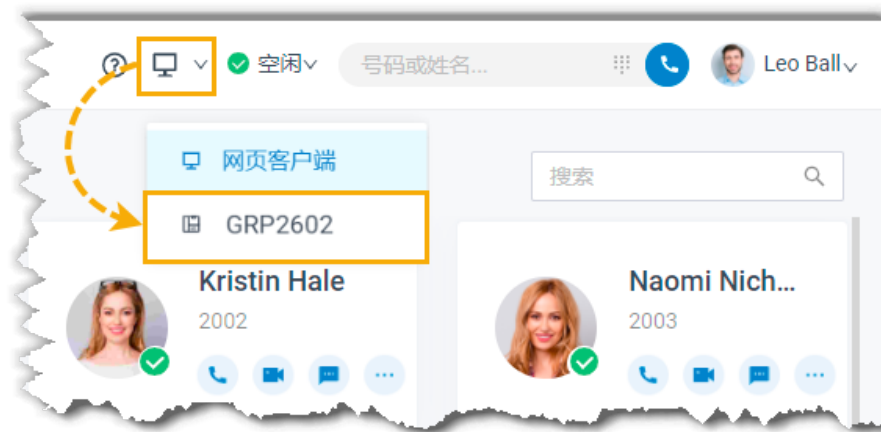 空闲
号码或姓名...
Leo Ball
网页客户端
搜索
GRP2602
Kristin Hale
2002
Naomi Nich...
2003